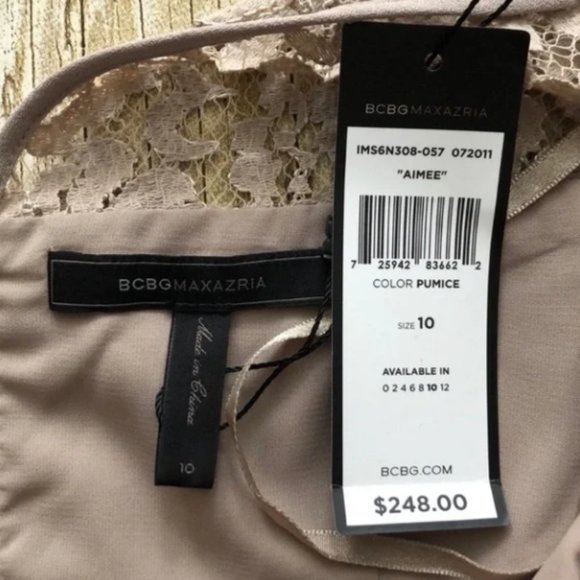 BCBGMAXAZRIA
IMS6N308-057 072011
"AIMEE"
7 25942 83662 2
COLOR PUMICE
SIZE 10
AVAILABLE IN
0 2 4 6 8 10 12
BCBG.COM
$248.00
BCBGMAXAZRIA
Made in China
10